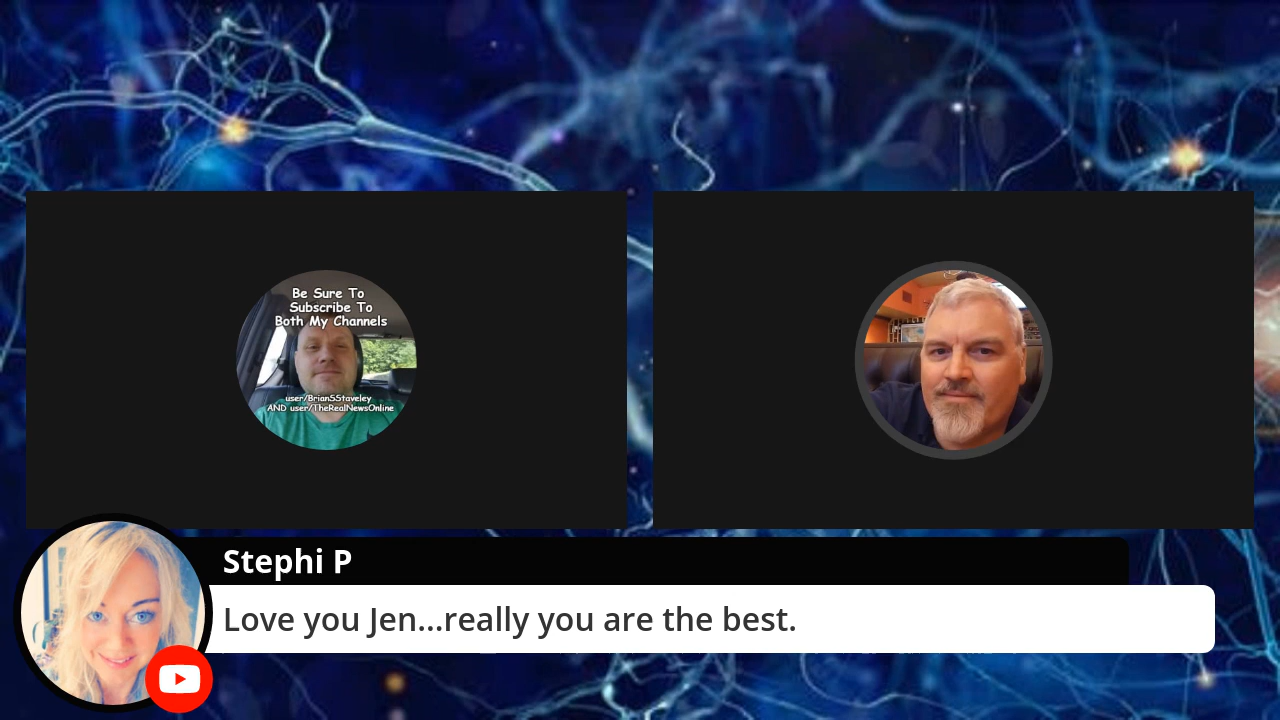 Be Sure To
Subscribe To
Both My Channels
user/BrianSStaveley
AND user/TheRealNewsOnline
Stephi P
Love you Jen...really you are the best.